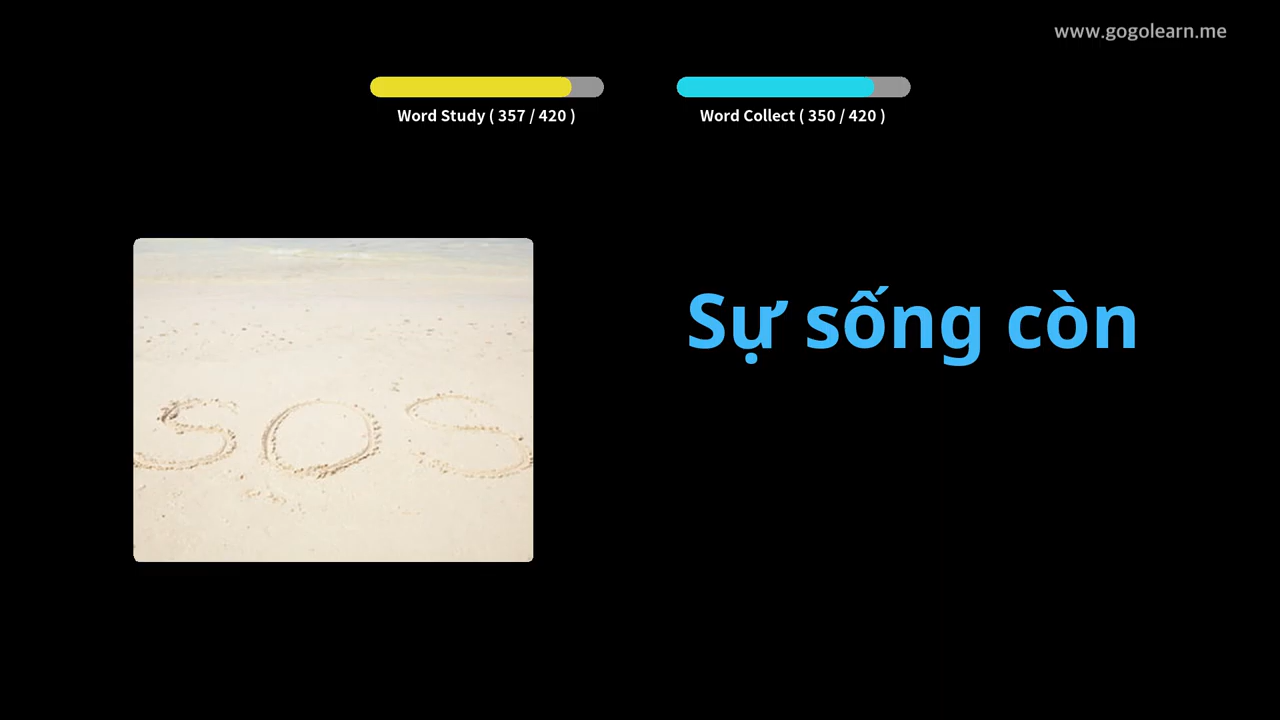 www.gogolearn.me
Word Study ( 357 / 420 )
Word Collect ( 350 / 420 )
Sự sống còn
SOS